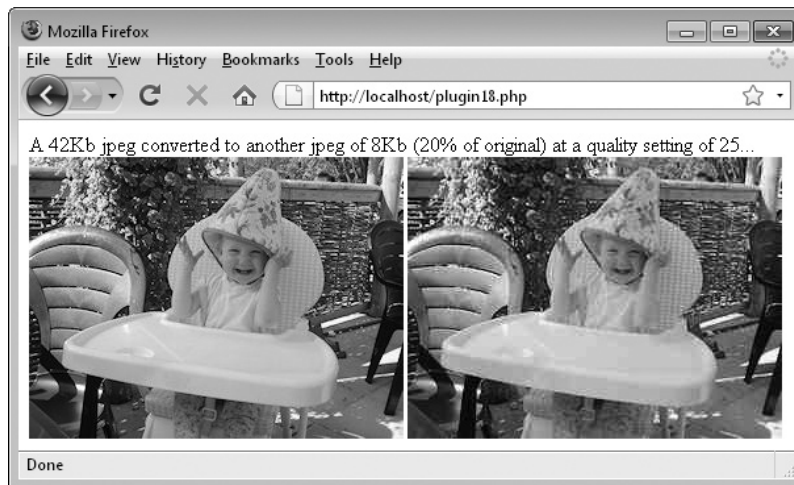 Mozilla Firefox
File Edit View History Bookmarks Tools Help
http://localhost/plugin18.php
A 42Kb jpeg converted to another jpeg of 8Kb (20% of original) at a quality setting of 25...
Done